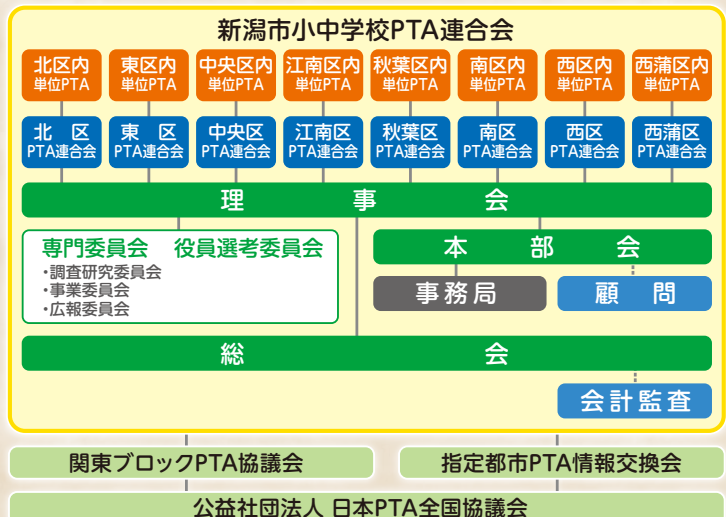 新潟市小中学校PTA連合会
北区内 東区内 中央区内 江南区内 秋葉区内 南区内 西区内 西蒲区内
単位PTA 単位PTA 単位PTA 単位PTA 単位PTA 単位PTA 単位PTA 単位PTA
北区 東区 中央区 江南区 秋葉区 南区 西区 西蒲区
PTA連合会 PTA連合会 PTA連合会 PTA連合会 PTA連合会 PTA連合会 PTA連合会 PTA連合会
理事会
専門委員会 役員選考委員会
・調査研究委員会
・事業委員会
・広報委員会
本部会
事務局 顧問
総会
会計監査
関東ブロックPTA協議会 指定都市PTA情報交換会
公益社団法人 日本PTA全国協議会